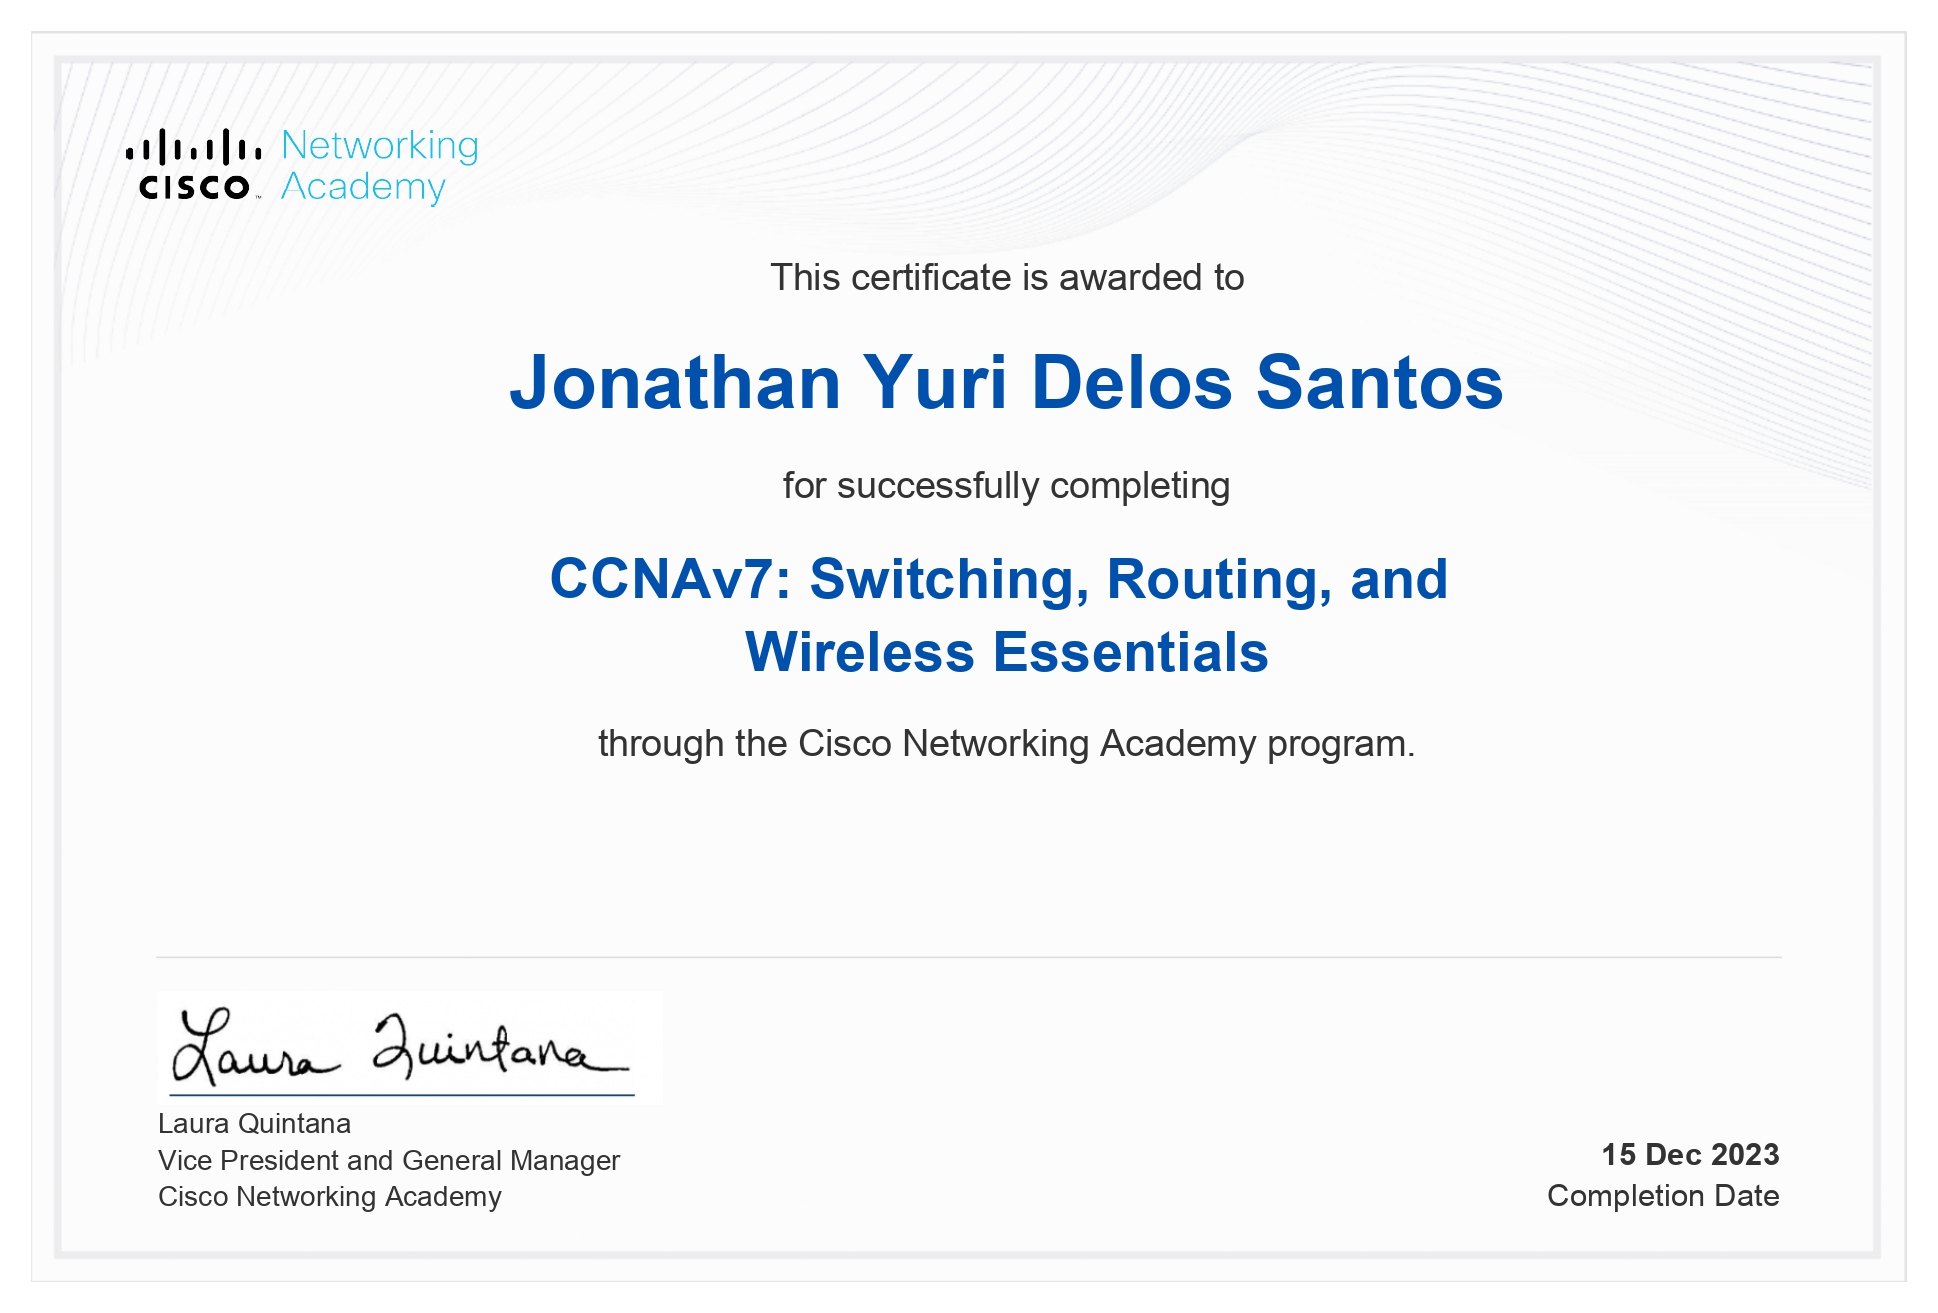 CISCO
Networking
Academy
This certificate is awarded to
Jonathan Yuri Delos Santos
for successfully completing
CCNAv7: Switching, Routing, and
Wireless Essentials
through the Cisco Networking Academy program.
Laura Quintana
Laura Quintana
Vice President and General Manager
Cisco Networking Academy
15 Dec 2023
Completion Date